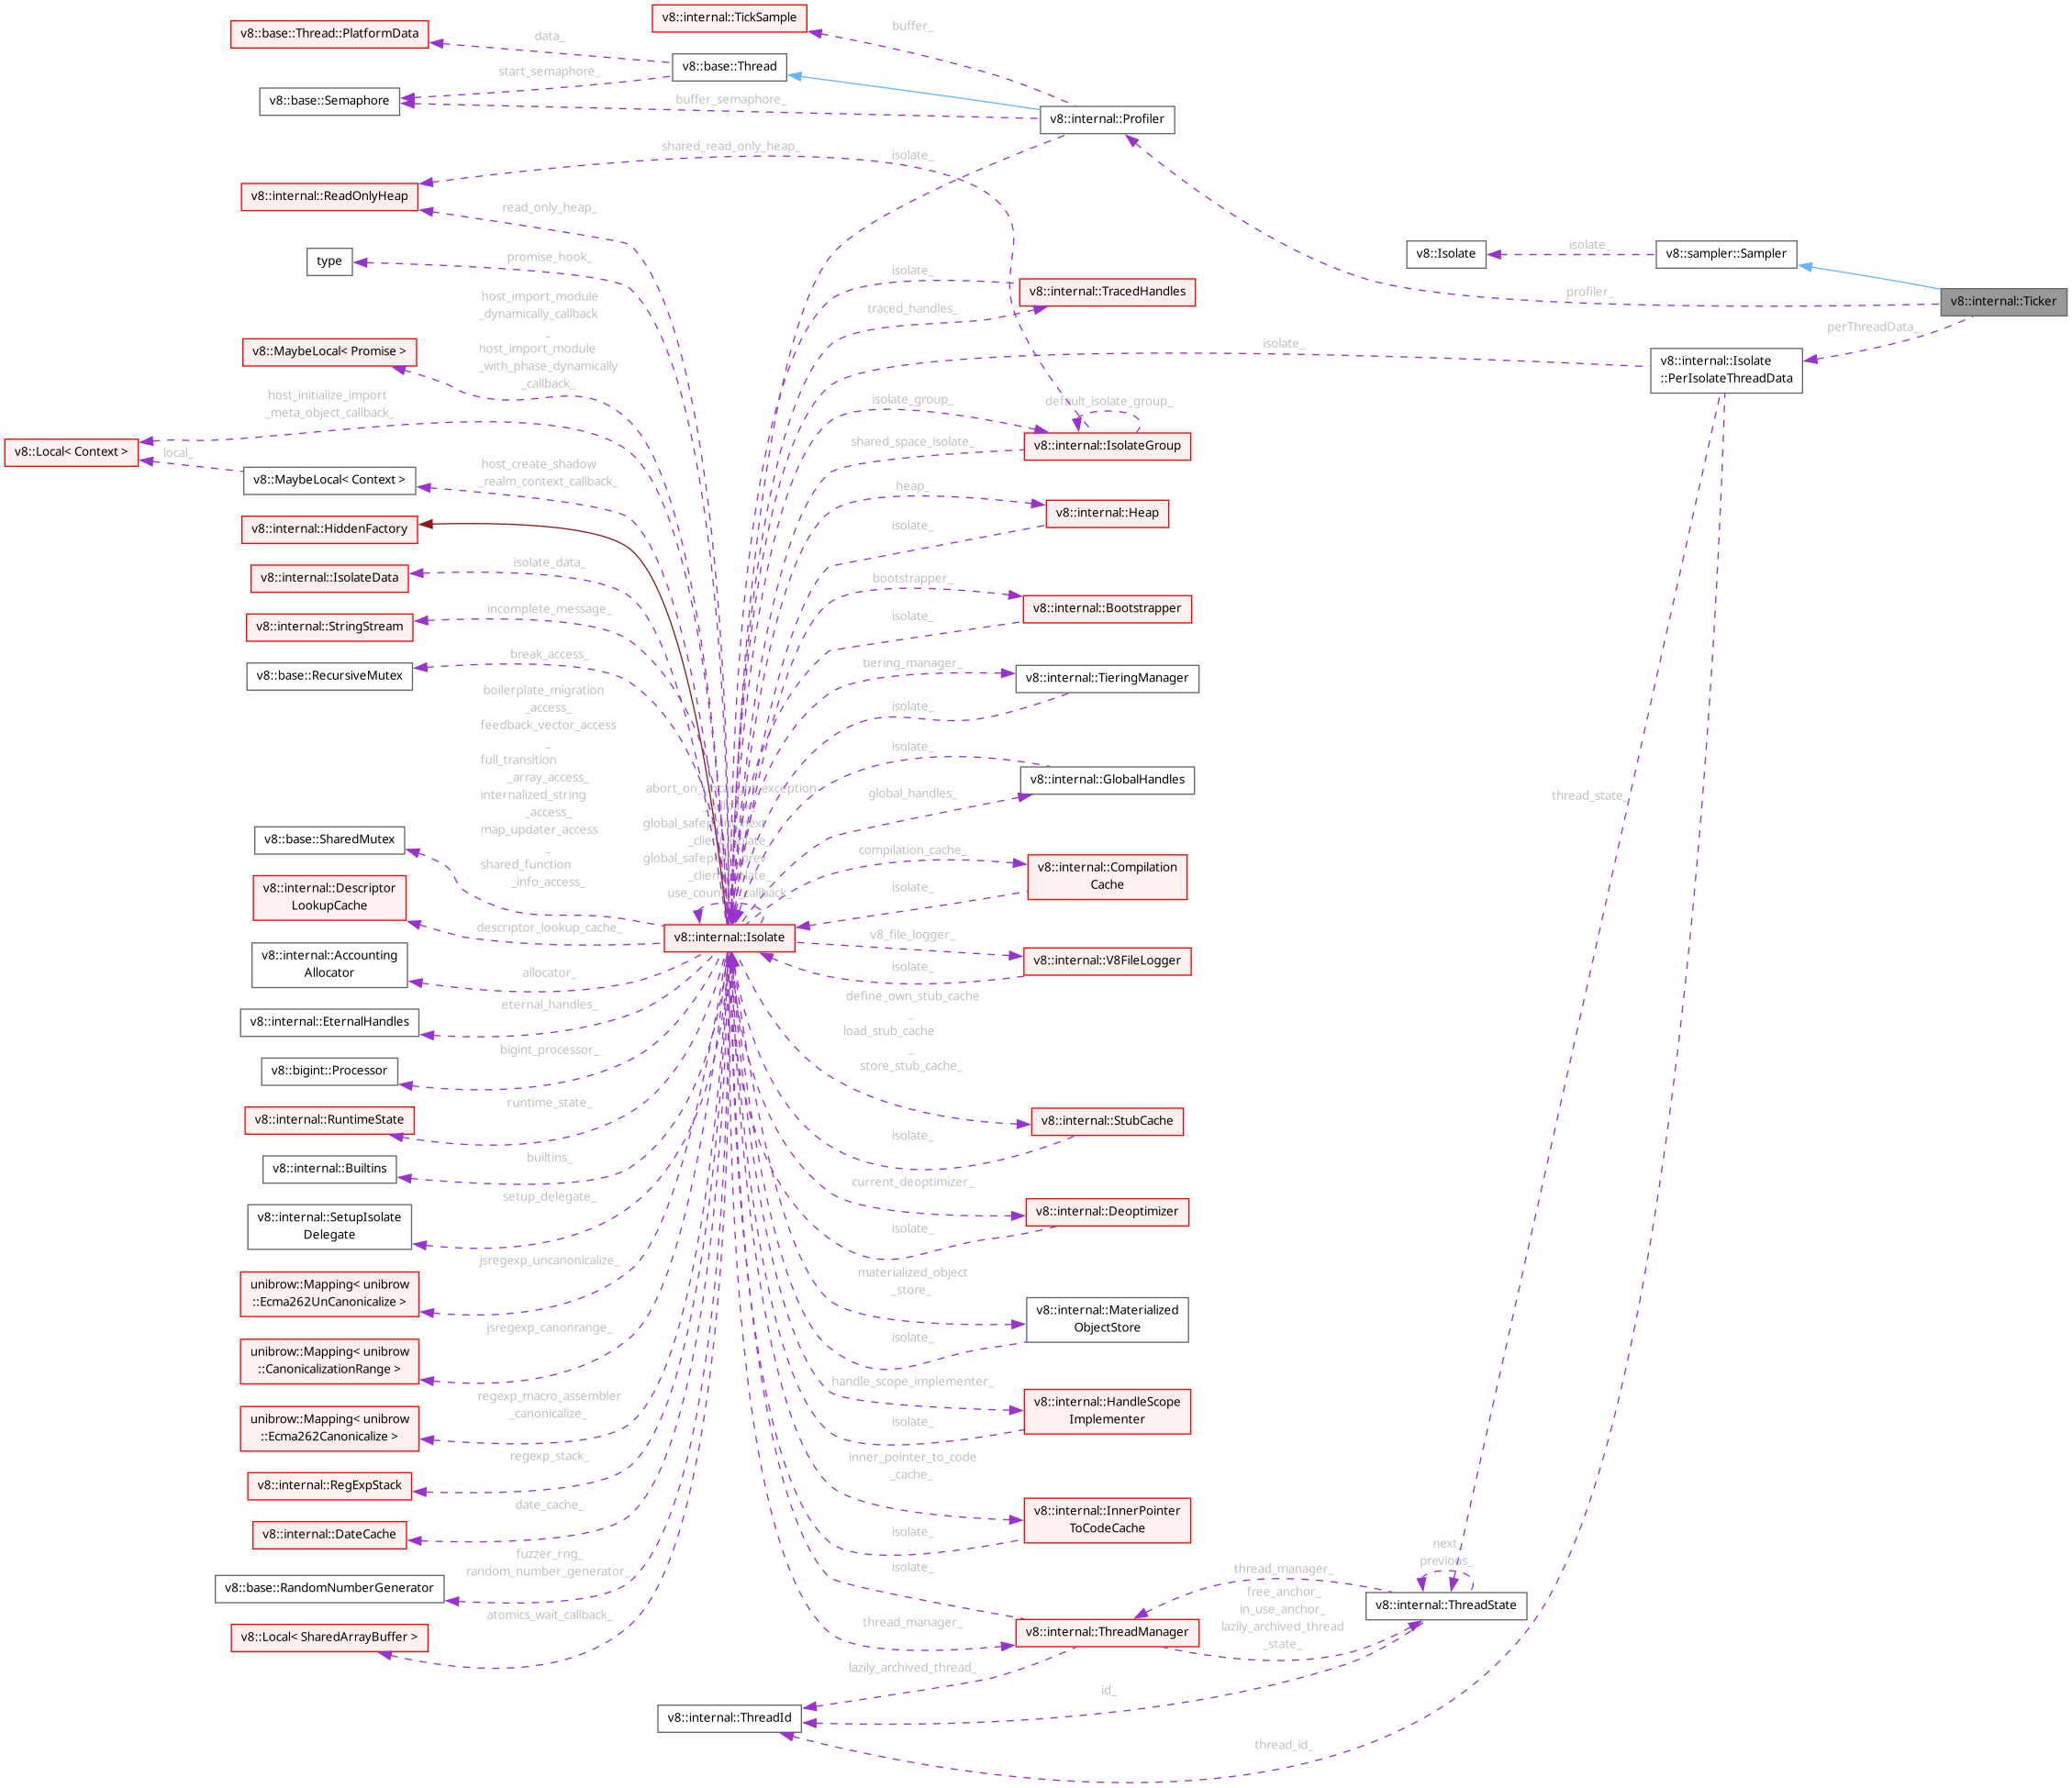 v8::internal::TickSample
buffer_
v8::base::Thread::PlatformData
data_
v8::base::Thread
start_semaphore_
v8::base::Semaphore
buffer_semaphore_
v8::internal::Profiler
shared_read_only_heap_
isolate_
v8::internal::ReadOnlyHeap
read_only_heap_
type
promise_hook_
v8::Isolate
isolate_
v8::sampler::Sampler
profiler_
v8::internal::Ticker
perThreadData_
isolate_
v8::internal::TracedHandles
traced_handles_
host_import_module
_dynamically_callback
_
host_import_module
_with_phase_dynamically
_callback_
v8::MaybeLocal< Promise >
isolate_
v8::internal::Isolate
::PerIsolateThreadData
host_initialize_import
_meta_object_callback_
isolate_group_
default_isolate_group_
v8::Local< Context >
local_
shared_space_isolate_
v8::internal::IsolateGroup
v8::MaybeLocal< Context >
host_create_shadow
_realm_context_callback_
heap_
v8::internal::Heap
isolate_
v8::internal::HiddenFactory
v8::internal::IsolateData
isolate_data_
bootstrapper_
v8::internal::Bootstrapper
isolate_
v8::internal::StringStream
incomplete_message_
v8::base::RecursiveMutex
break_access_
tiering_manager_
v8::internal::TieringManager
isolate_
boilerplate_migration
_access_
feedback_vector_access
_
full_transition
_array_access_
internalized_string
_access_
map_updater_access
_
shared_function
_info_access_
isolate_
v8::internal::GlobalHandles
global_handles_
thread_state_
v8::base::SharedMutex
global_safepoint_prev
use_counter_callback_
compilation_cache_
v8::internal::Compilation
Cache
isolate_
v8::internal::Descriptor
LookupCache
descriptor_lookup_cache_
v8::internal::Isolate
v8_file_logger_
v8::internal::V8FileLogger
isolate_
v8::internal::Accounting
Allocator
allocator_
v8::internal::EternalHandles
eternal_handles_
define_own_stub_cache
_
load_stub_cache
_
store_stub_cache_
v8::bigint::Processor
bigint_processor_
v8::internal::RuntimeState
runtime_state_
v8::internal::StubCache
isolate_
v8::internal::Builtins
builtins_
v8::internal::SetupIsolate
Delegate
setup_delegate_
current_deoptimizer_
v8::internal::Deoptimizer
isolate_
unibrow::Mapping< unibrow
::Ecma262UnCanonicalize >
jsregexp_uncanonicalize_
materialized_object
_store_
v8::internal::Materialized
ObjectStore
isolate_
unibrow::Mapping< unibrow
::CanonicalizationRange >
jsregexp_canonrange_
handle_scope_implementer_
v8::internal::HandleScope
Implementer
isolate_
unibrow::Mapping< unibrow
::Ecma262Canonicalize >
regexp_macro_assembler
_canonicalize_
v8::internal::RegExpStack
regexp_stack_
inner_pointer_to_code
_cache_
v8::internal::InnerPointer
ToCodeCache
isolate_
v8::internal::DateCache
date_cache_
v8::base::RandomNumberGenerator
fuzzer_rng_
random_number_generator_
isolate_
thread_manager_
next_
previous_
v8::internal::ThreadState
free_anchor_
in_use_anchor_
lazily_archived_thread
_state_
v8::Local< SharedArrayBuffer >
atomics_wait_callback_
thread_manager_
v8::internal::ThreadManager
lazily_archived_thread_
id_
v8::internal::ThreadId
thread_id_